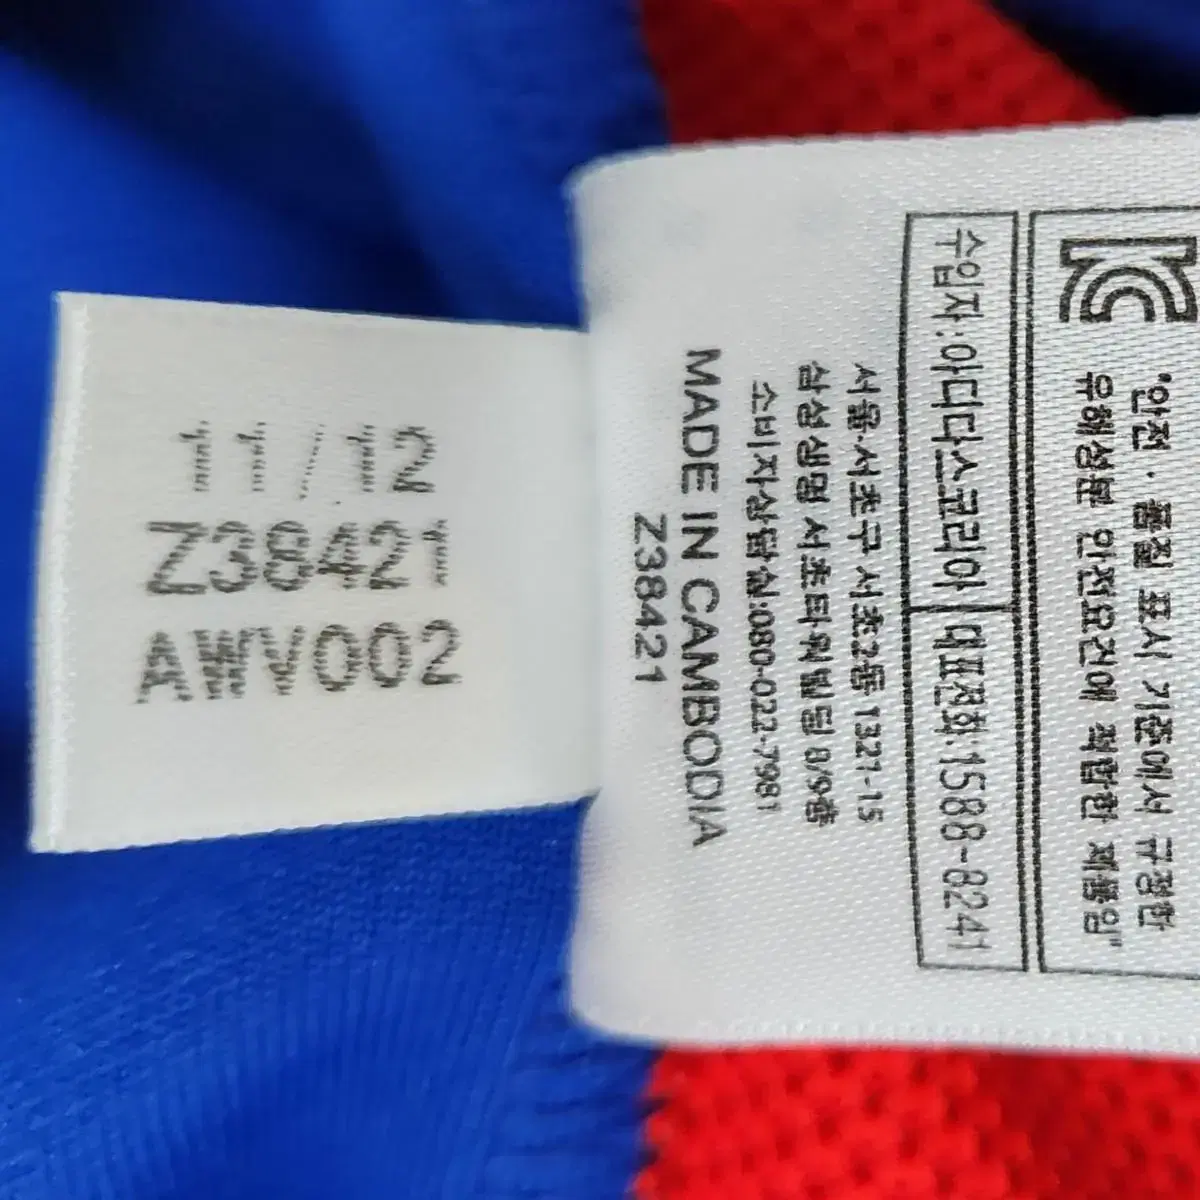 11/12
Z38421
AWV002
KC
"안전·품질 표시 기준에서 규정한
유해성분 안전요건에 적합한 제품임"
수입자:아디다스코리아
대표전화:1588-8241
서울.서초구 서초2동 1321-15
삼성생명 서초타워빌딩 8/9층
소비자상담실:080-022-7981
MADE IN CAMBODIA
Z38421